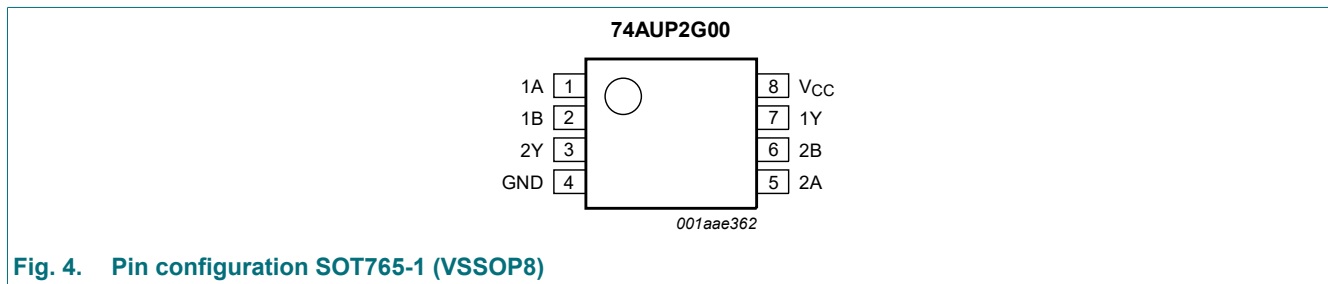 74AUP2G00
1A 1 8 VCC
1B 2 7 1Y
2Y 3 6 2B
GND 4 5 2A
001aae362
Fig. 4. Pin configuration SOT765-1 (VSSOP8)